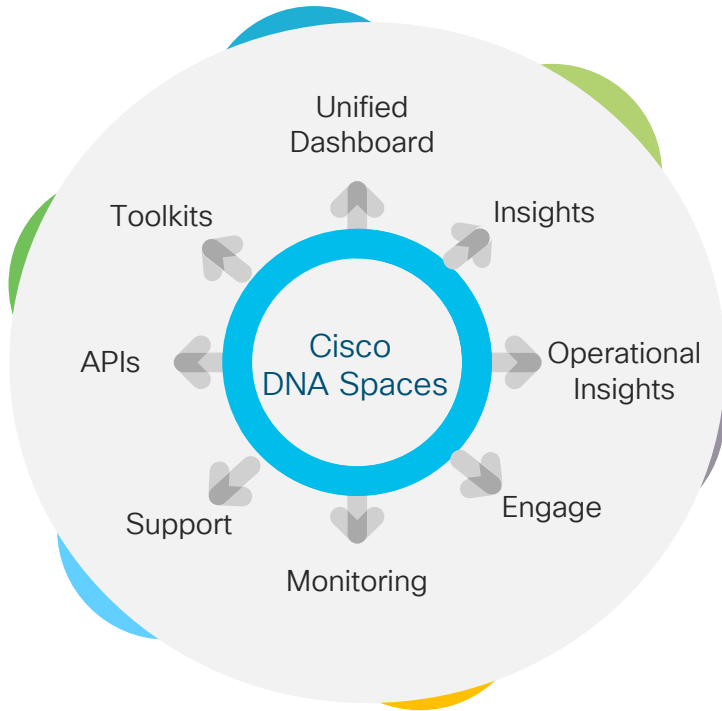 Unified
Dashboard
Toolkits
Insights
APIs
Cisco
DNA Spaces
Operational
Insights
Support
Engage
Monitoring